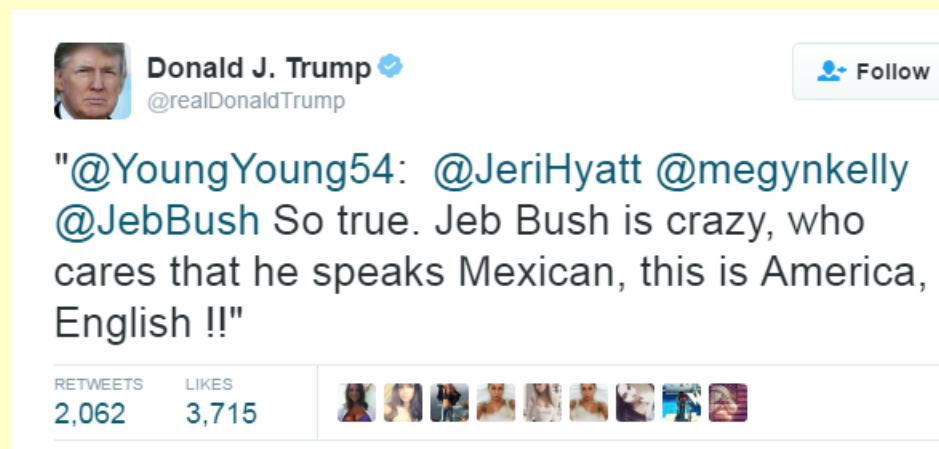 Donald J. Trump
Follow
@realDonaldTrump
"@YoungYoung54: @JeriHyatt @megynkelly
@JebBush So true. Jeb Bush is crazy, who
cares that he speaks Mexican, this is America,
English !!"
RETWEETS LIKES
2,062 3,715